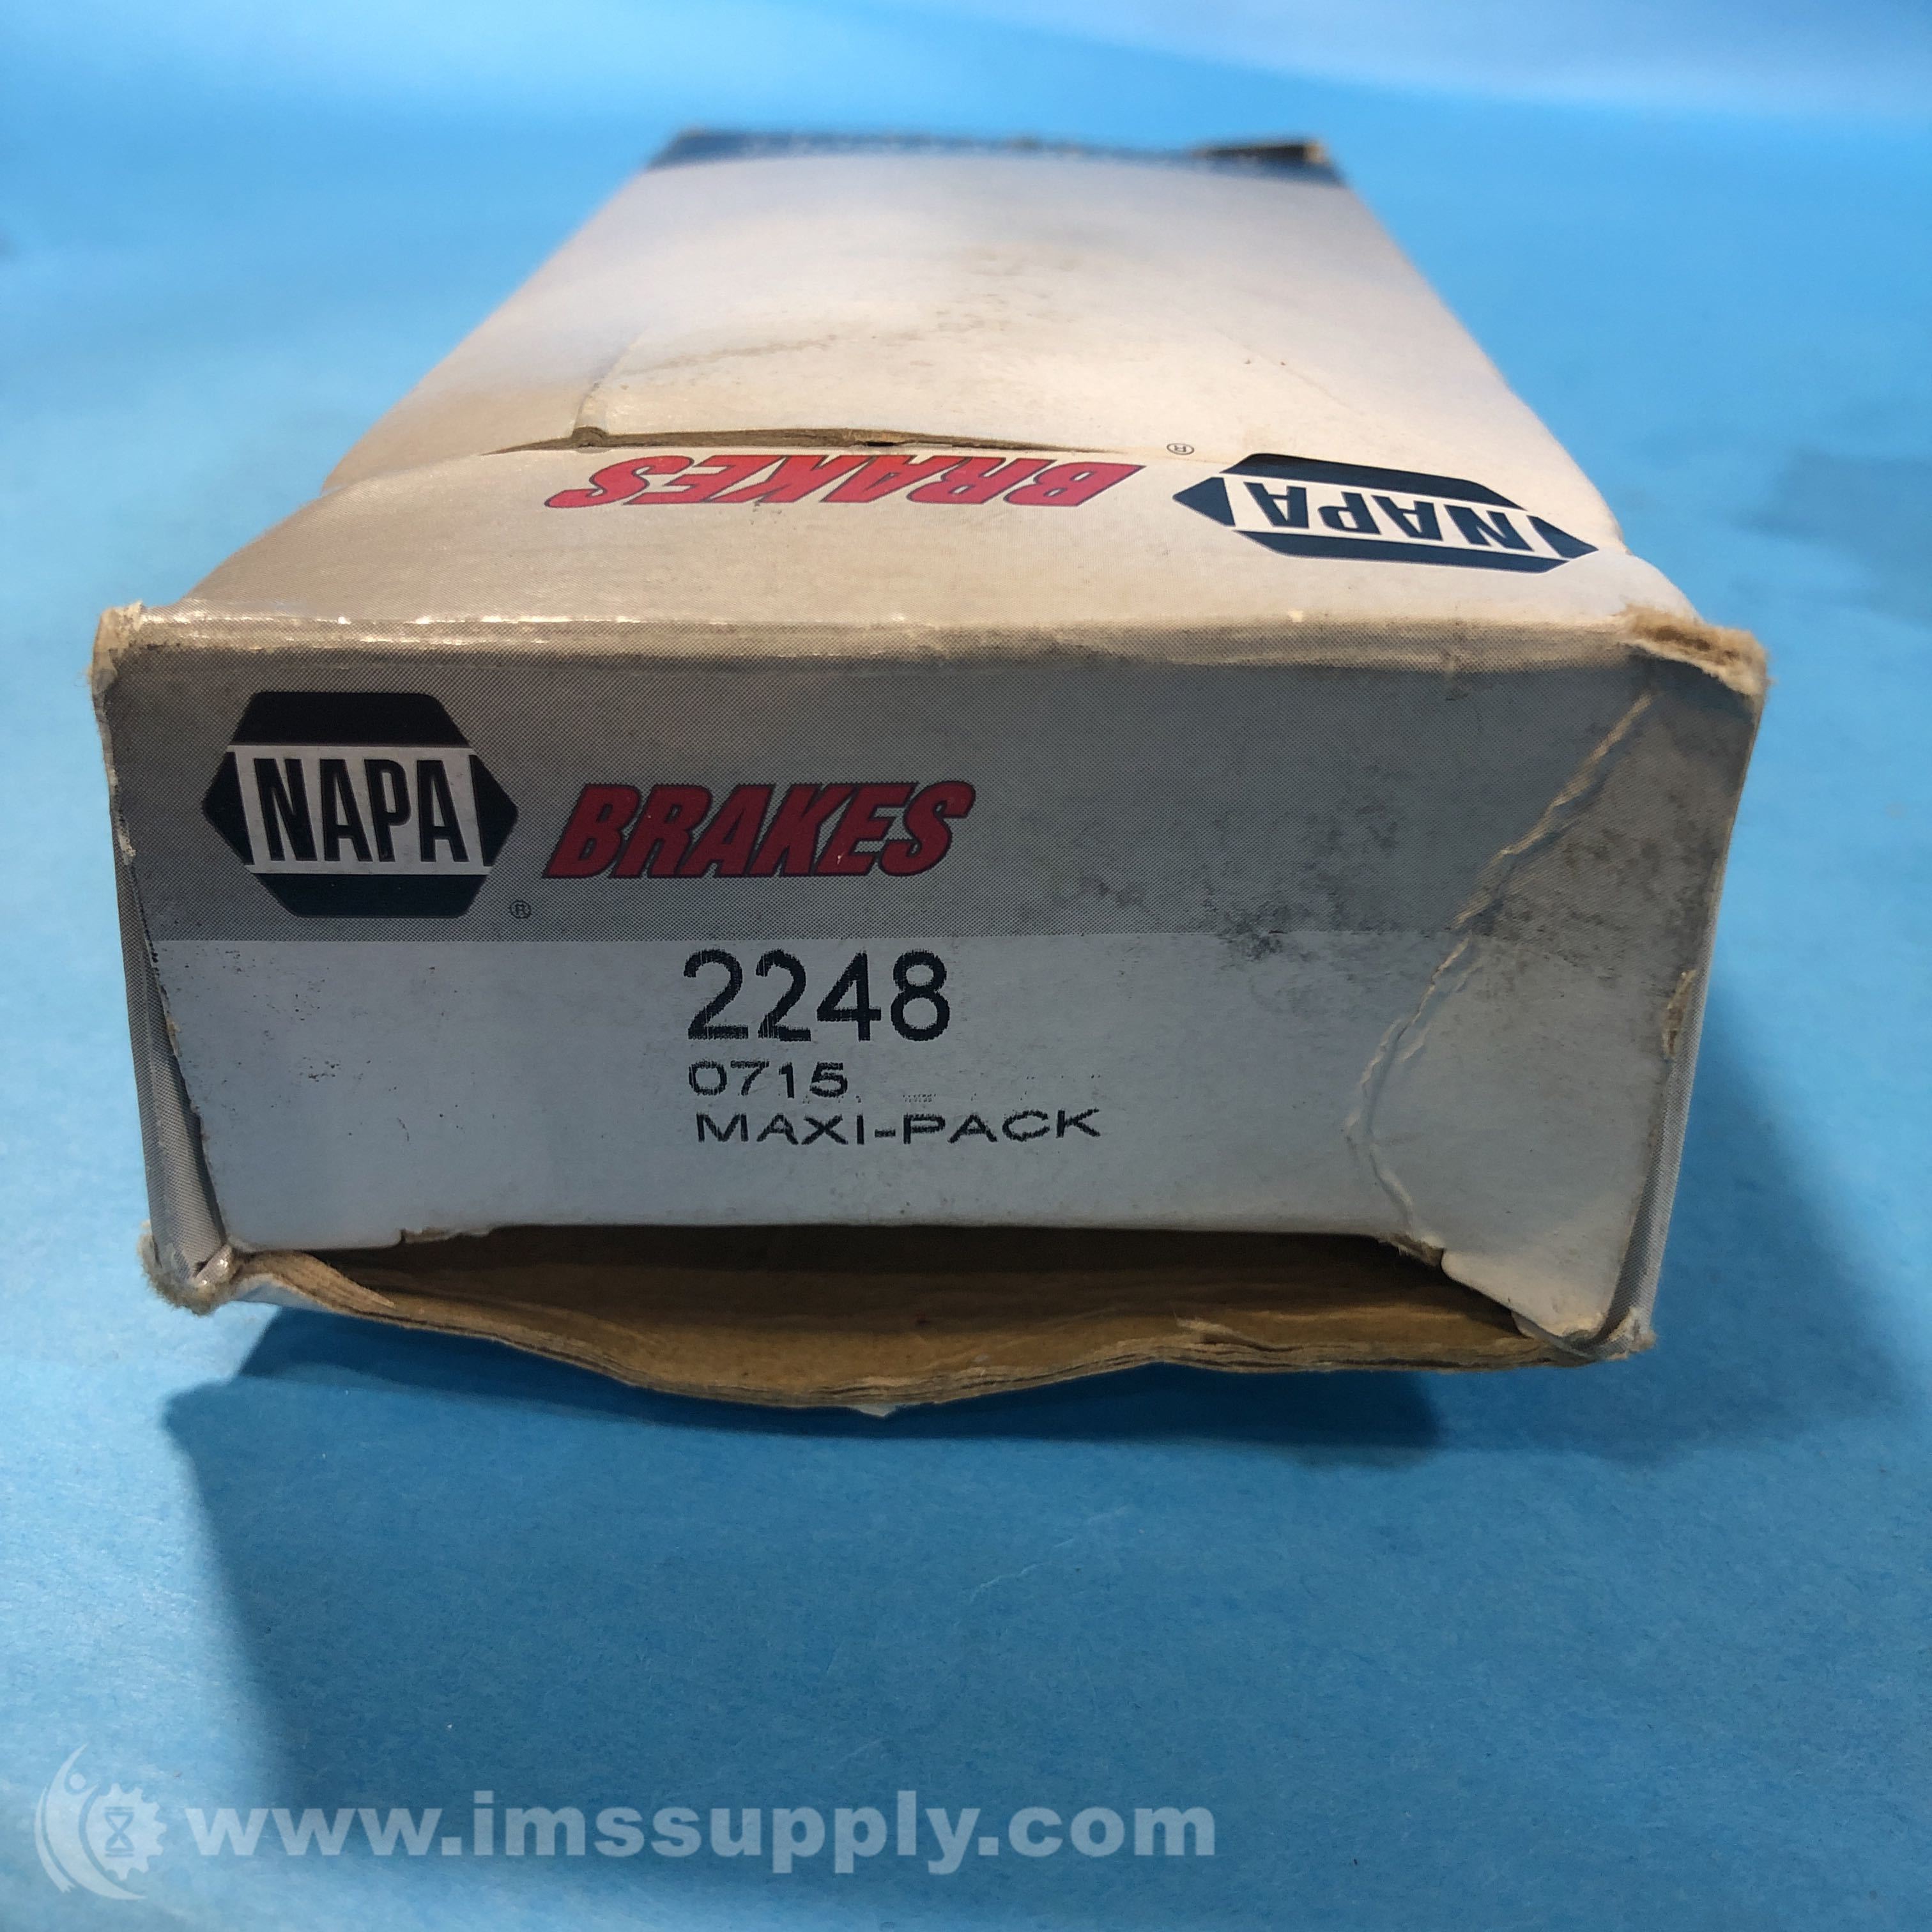 BRAKES ® NAPA
NAPA ® BRAKES
2248
0715
MAXI-PACK
www.imssupply.com